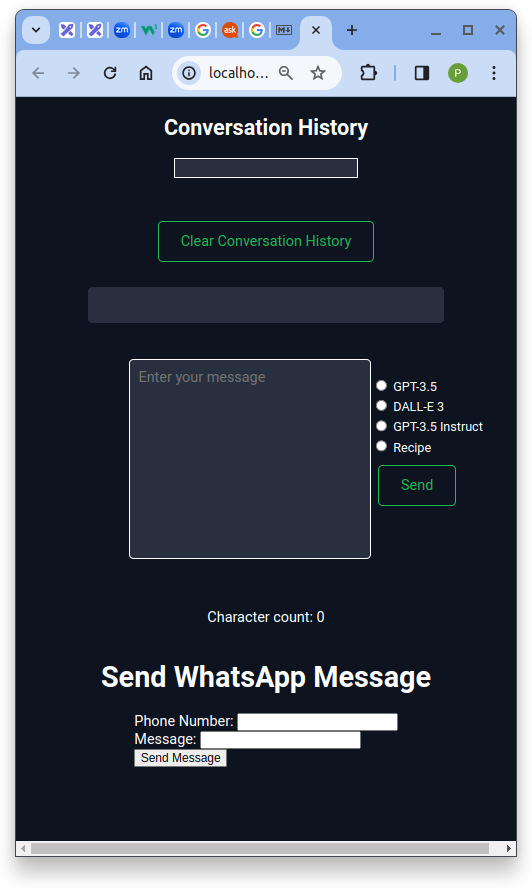 zm
zm
ask
M
localho...
P
Conversation History
Clear Conversation History
Enter your message
GPT-3.5
DALL-E 3
GPT-3.5 Instruct
Recipe
Send
Character count: 0
Send WhatsApp Message
Phone Number:
Message:
Send Message